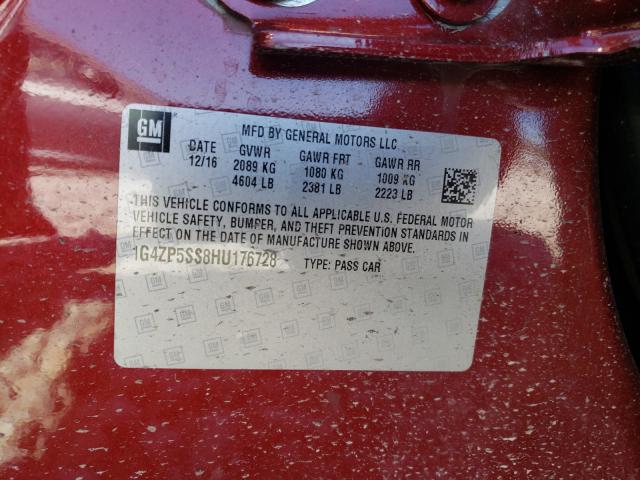 GM
MFD BY GENERAL MOTORS LLC
DATE GVWR GAWR FRT GAWR RR
12/16 2089 KG 1080 KG 1009 KG
4604 LB 2381 LB 2223 LB
THIS VEHICLE CONFORMS TO ALL APPLICABLE U.S. FEDERAL MOTOR
VEHICLE SAFETY, BUMPER, AND THEFT PREVENTION STANDARDS IN
EFFECT ON THE DATE OF MANUFACTURE SHOWN ABOVE.
1G4ZP5SS8HU176728 TYPE: PASS CAR